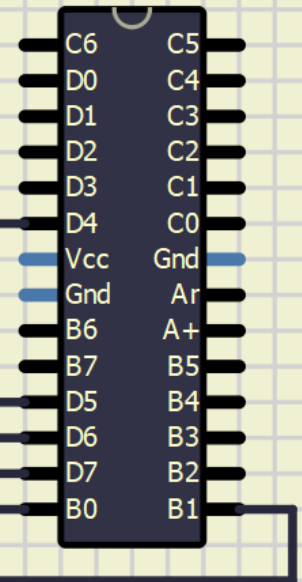 C6 C5
D0 C4
D1 C3
D2 C2
D3 C1
D4 C0
Vcc Gnd
Gnd Ar
B6 A+
B7 B5
D5 B4
D6 B3
D7 B2
B0 B1